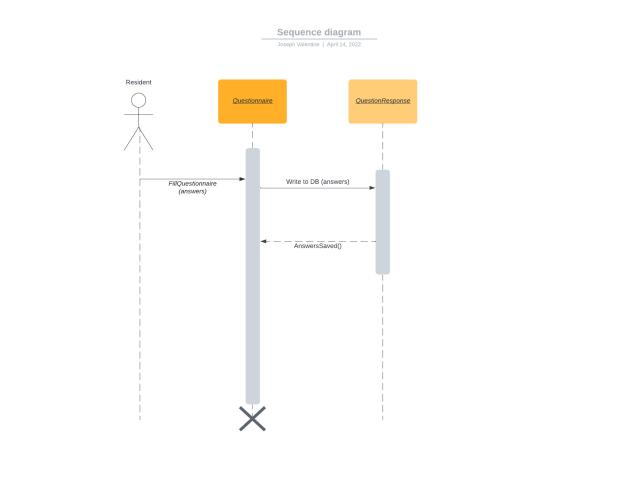 Sequence diagram
Joseph Valentine | April 14, 2022
Resident
Questionnaire
QuestionResponse
FillQuestionnaire
(answers)
Write to DB (answers)
AnswersSaved()